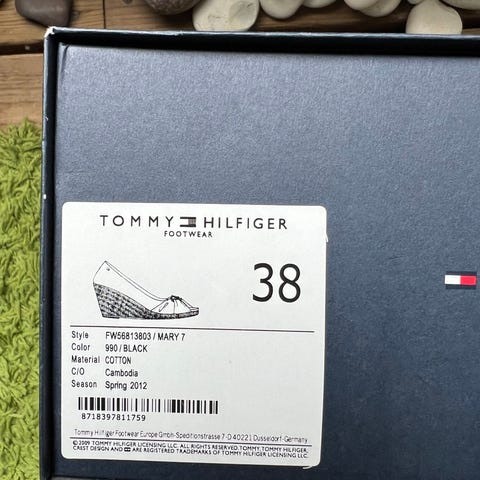 TOMMY HILFIGER
FOOTWEAR
38
Style FW56813803 / MARY 7
Color 990 / BLACK
Material COTTON
C/O Cambodia
Season Spring 2012
8718397811759
Tommy Hilfiger Footwear Europe Gmbh-Speditionstrasse 7-D 40221 Dusseldorf-Germany
©2009 TOMMY HILFIGER LICENSING LLC. ALL RIGHTS RESERVED. TOMMY, TOMMY HILFIGER,
CREST DESIGN AND ARE REGISTERED TRADEMARKS OF TOMMY HILFIGER LICENSING LLC.